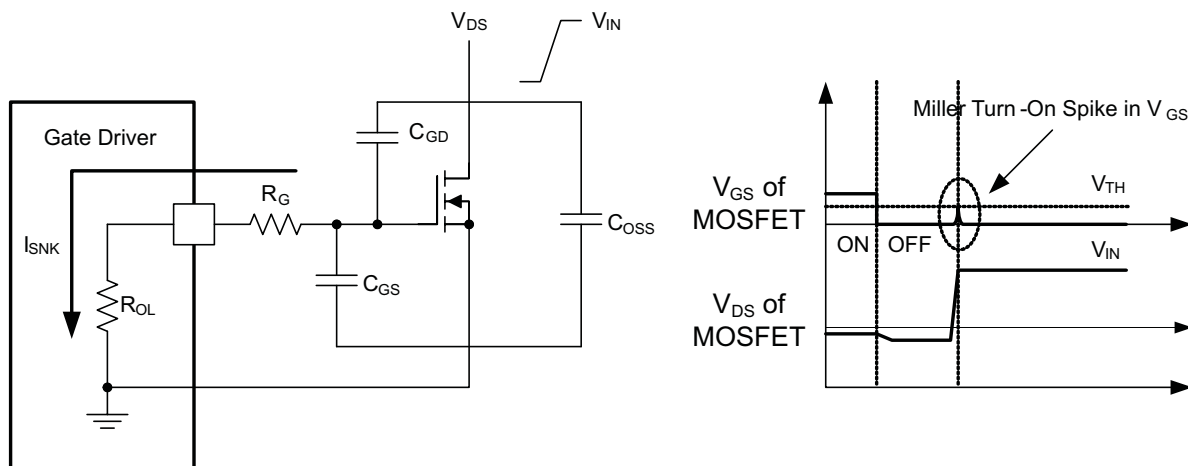 V_DS
V_IN
Gate Driver
C_GD
R_G
I_SNK
C_OSS
C_GS
R_OL
Miller Turn-On Spike in V_GS
V_GS of
MOSFET
V_TH
ON
OFF
V_IN
V_DS of
MOSFET